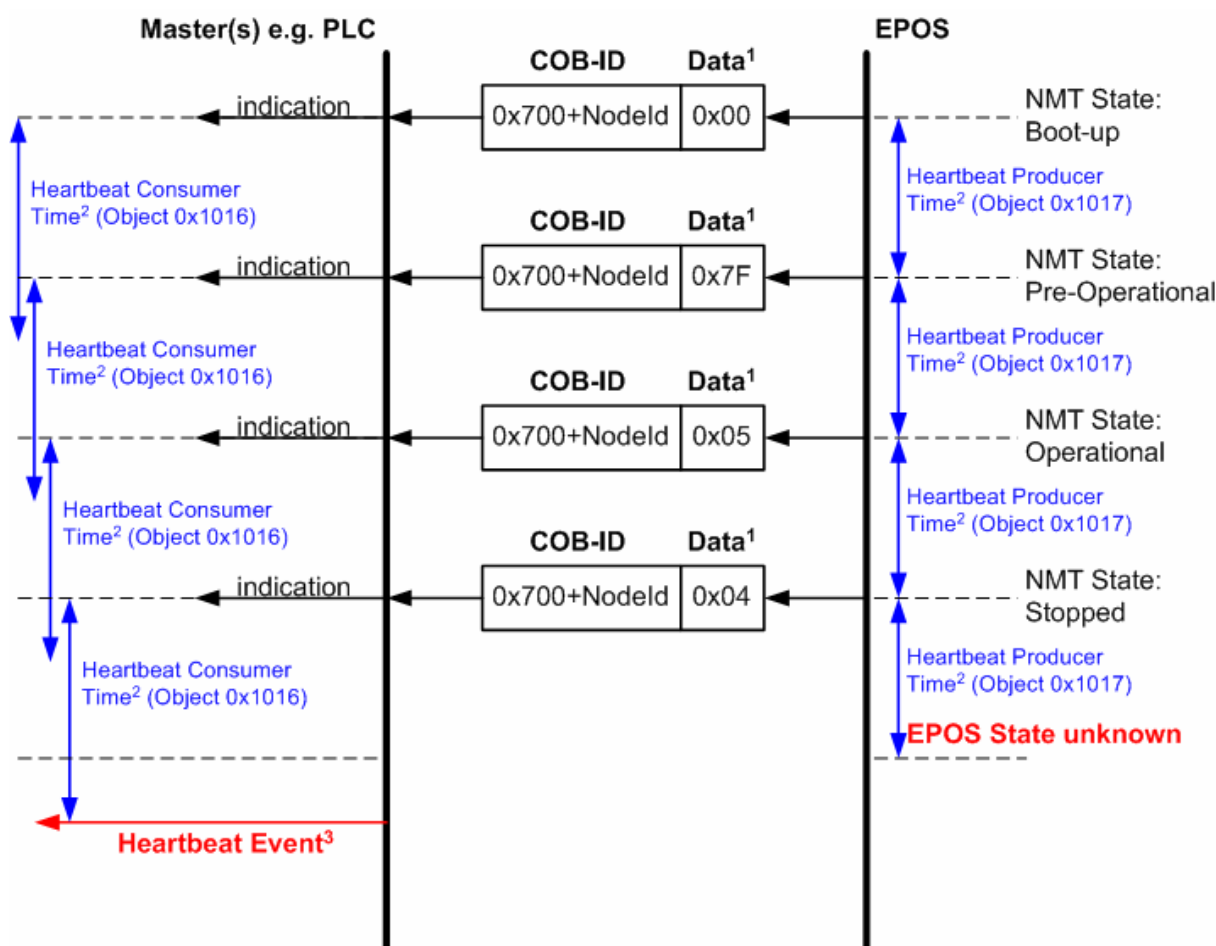 Master(s) e.g. PLC
EPOS
COB-ID Data¹
indication
0x700+NodeId 0x00
NMT State:
Boot-up
Heartbeat Consumer
Time² (Object 0x1016)
Heartbeat Producer
Time² (Object 0x1017)
COB-ID Data¹
indication
0x700+NodeId 0x7F
NMT State:
Pre-Operational
Heartbeat Consumer
Time² (Object 0x1016)
Heartbeat Producer
Time² (Object 0x1017)
COB-ID Data¹
indication
0x700+NodeId 0x05
NMT State:
Operational
Heartbeat Consumer
Time² (Object 0x1016)
Heartbeat Producer
Time² (Object 0x1017)
COB-ID Data¹
indication
0x700+NodeId 0x04
NMT State:
Stopped
Heartbeat Consumer
Time² (Object 0x1016)
Heartbeat Producer
Time² (Object 0x1017)
EPOS State unknown
Heartbeat Event³